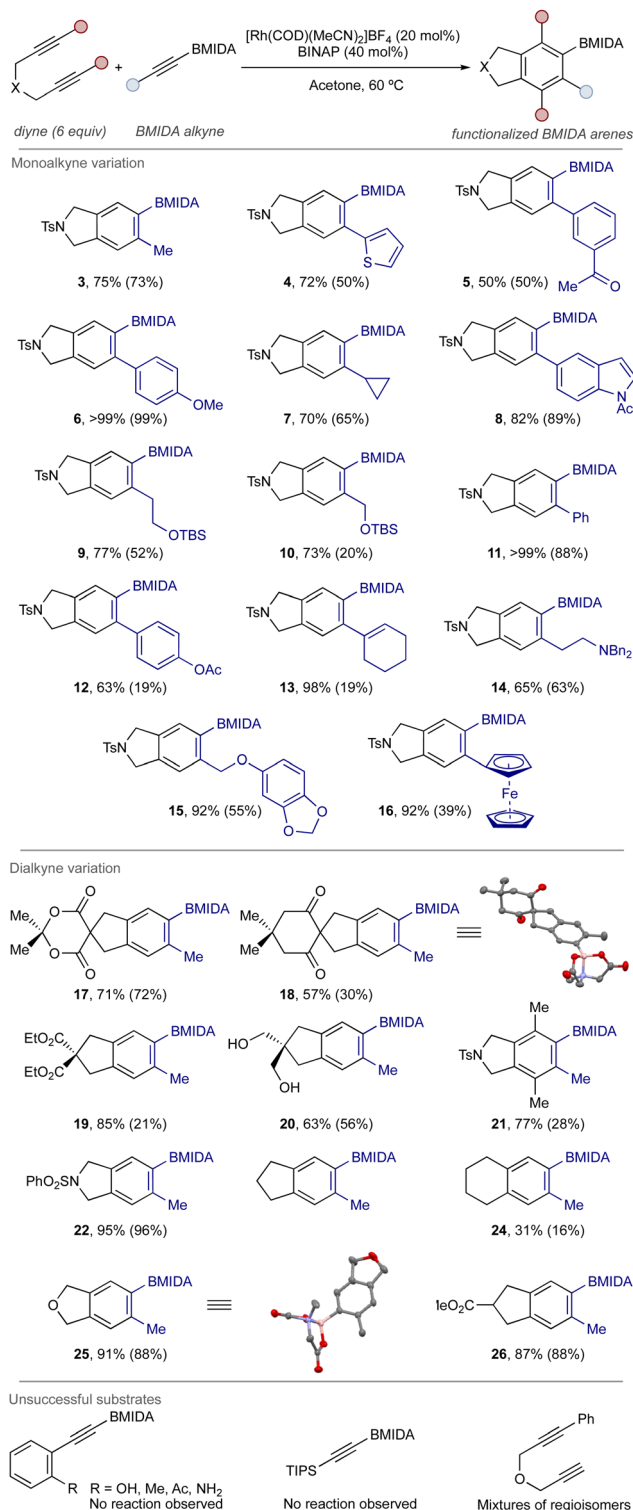 [Rh(COD)(MeCN)2]BF4 (20 mol%)
BINAP (40 mol%)
Acetone, 60 ºC
X
+
BMIDA
X
BMIDA
diyne (6 equiv)
BMIDA alkyne
functionalized BMIDA arenes
Monoalkyne variation
TsN
BMIDA
Me
3, 75% (73%)
TsN
BMIDA
S
4, 72% (50%)
TsN
BMIDA
Me
O
5, 50% (50%)
TsN
BMIDA
OMe
6, >99% (99%)
TsN
BMIDA
7, 70% (65%)
TsN
BMIDA
N
Ac
8, 82% (89%)
TsN
BMIDA
OTBS
9, 77% (52%)
TsN
BMIDA
OTBS
10, 73% (20%)
TsN
BMIDA
Ph
11, >99% (88%)
TsN
BMIDA
OAc
12, 63% (19%)
TsN
BMIDA
13, 98% (19%)
TsN
BMIDA
NBn2
14, 65% (63%)
TsN
BMIDA
O
O
O
15, 92% (55%)
TsN
BMIDA
Fe
16, 92% (39%)
Dialkyne variation
O
O
Me
Me
O
O
BMIDA
Me
17, 71% (72%)
O
Me
Me
O
BMIDA
Me
18, 57% (30%)
EtO2C
EtO2C
BMIDA
Me
19, 85% (21%)
HO
OH
BMIDA
Me
20, 63% (56%)
Me
TsN
BMIDA
Me
Me
21, 77% (28%)
PhO2S
N
BMIDA
Me
22, 95% (96%)
BMIDA
Me
BMIDA
Me
24, 31% (16%)
O
BMIDA
Me
25, 91% (88%)
MeO2C
BMIDA
Me
26, 87% (88%)
Unsuccessful substrates
BMIDA
R
R = OH, Me, Ac, NH2
No reaction observed
BMIDA
TIPS
No reaction observed
Ph
O
Mixtures of regioisomers